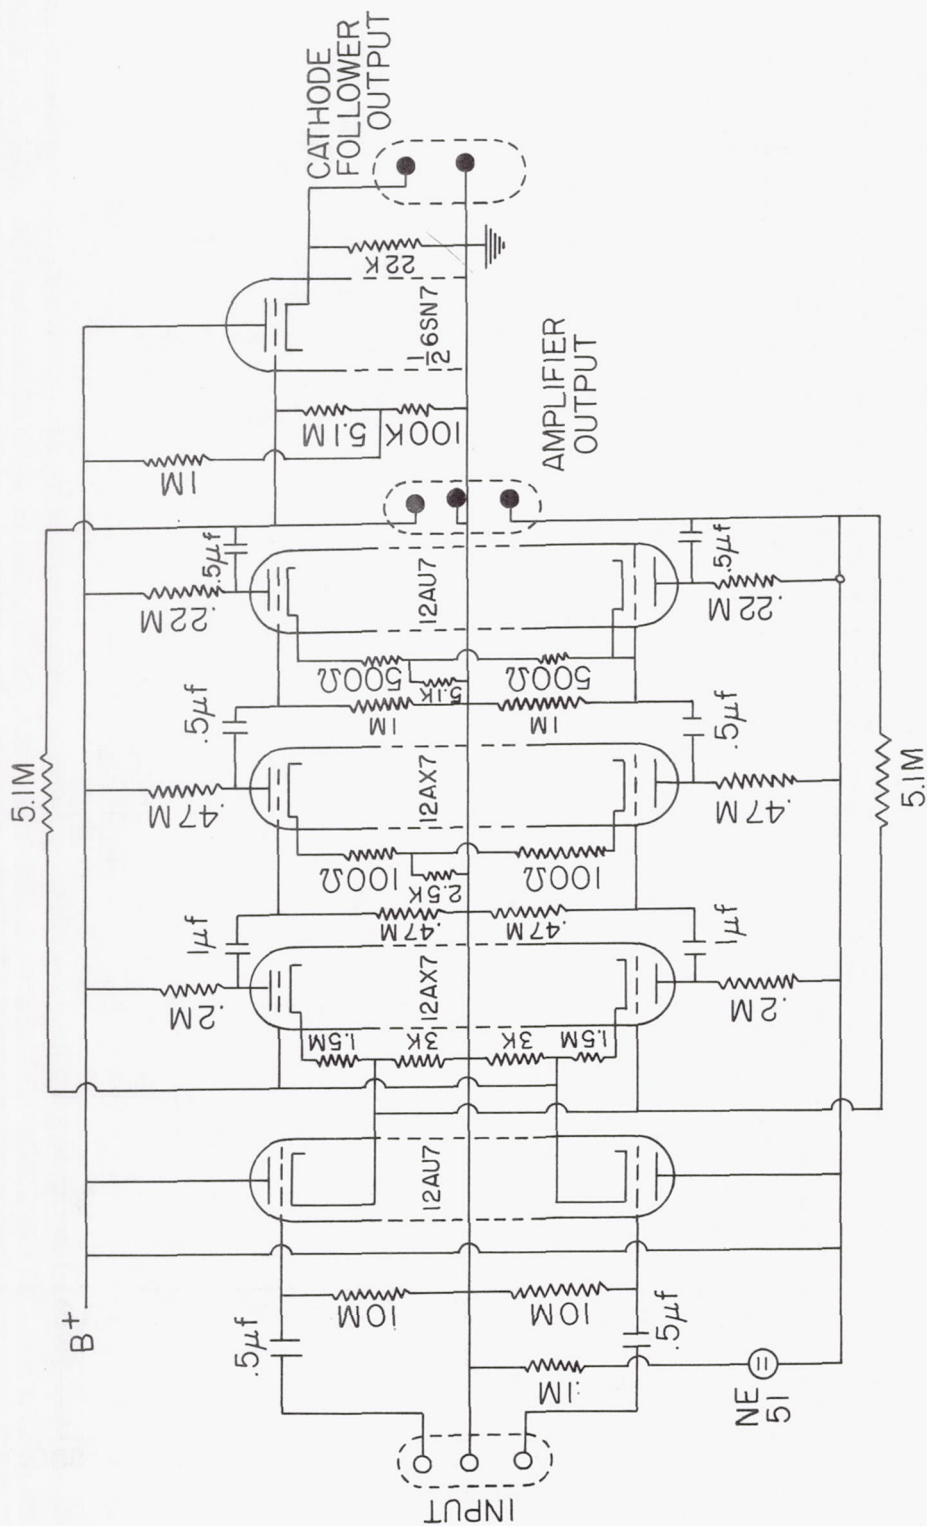 CATHODE
FOLLOWER
OUTPUT
22K
½ 6SN7
5.1M
100K
1M
AMPLIFIER
OUTPUT
.5µf
.5µf
.22M
12AU7
.22M
500Ω
5.1K
500Ω
1M
1M
.5µf
.5µf
5.1M
.47M
12AX7
.47M
5.1M
100Ω
2.5K
100Ω
.47M
.47M
1µf
1µf
.2M
12AX7
.2M
1.5M
3K
3K
1.5M
12AU7
B+
10M
10M
.5µf
.5µf
.1M
NE
51
INPUT